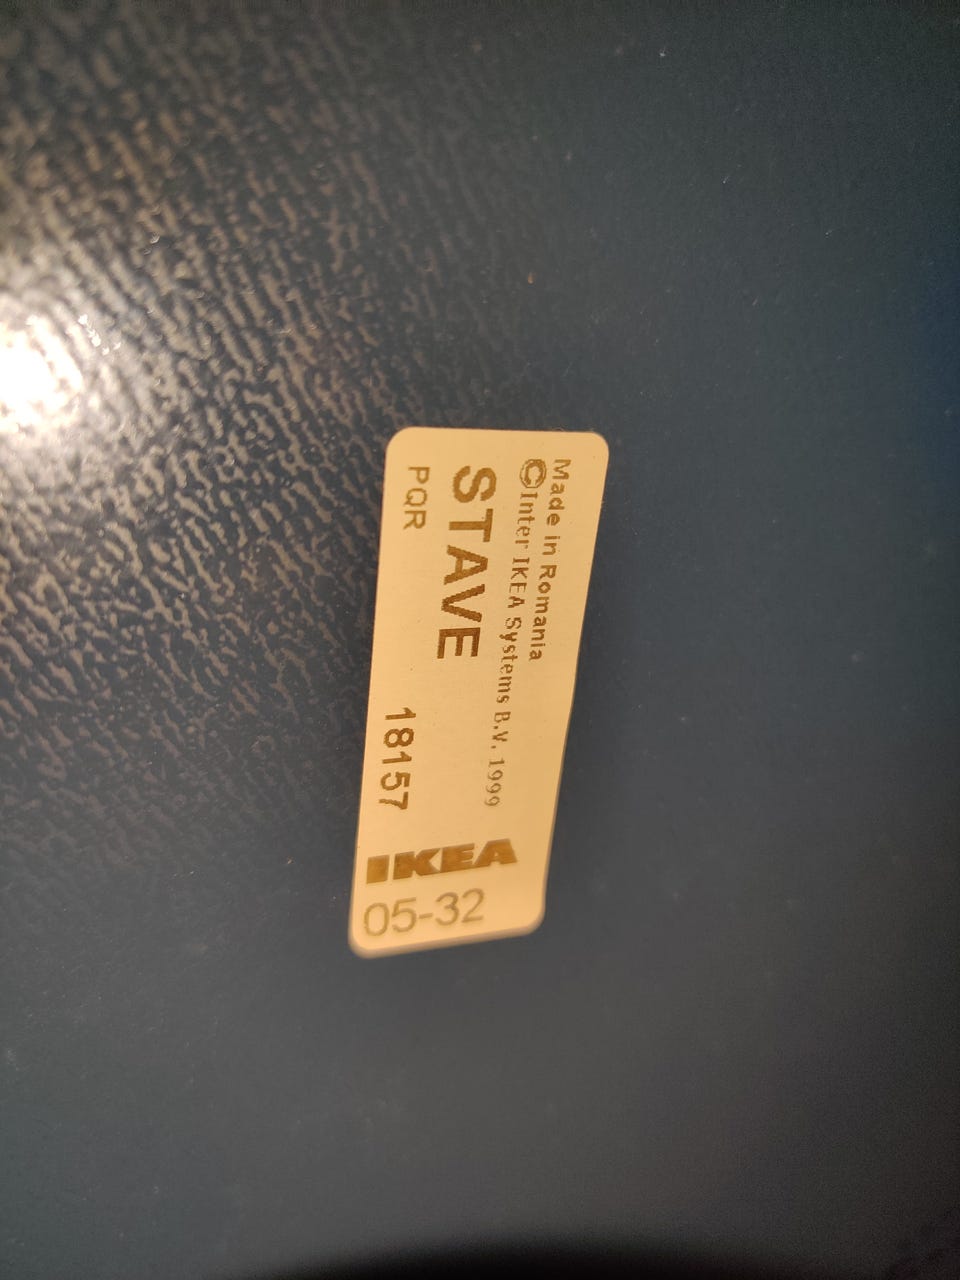 Made in Romania
©Inter IKEA Systems B.V. 1999
STAVE
PQR 18157
IKEA
05-32